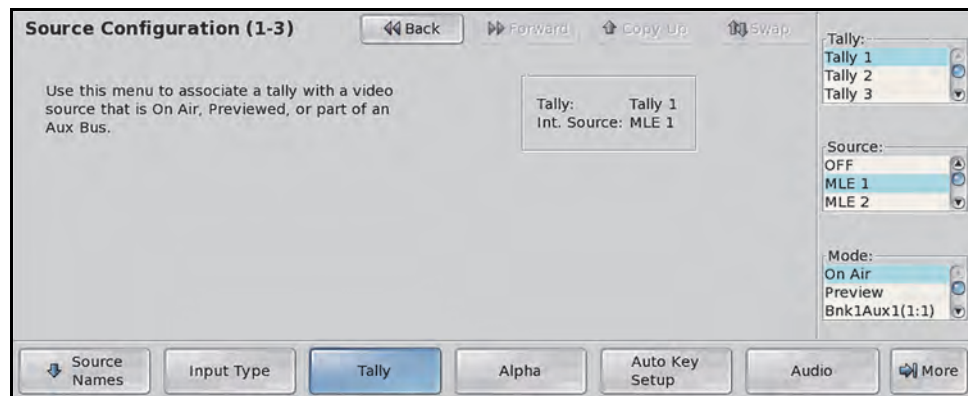 Source Configuration (1-3)
Back
Forward
Copy Up
Swap
Use this menu to associate a tally with a video
source that is On Air, Previewed, or part of an
Aux Bus.
Tally: Tally 1
Int. Source: MLE 1
Tally:
Tally 1
Tally 2
Tally 3
Source:
OFF
MLE 1
MLE 2
Mode:
On Air
Preview
Bnk1Aux1(1:1)
Source
Names
Input Type
Tally
Alpha
Auto Key
Setup
Audio
More